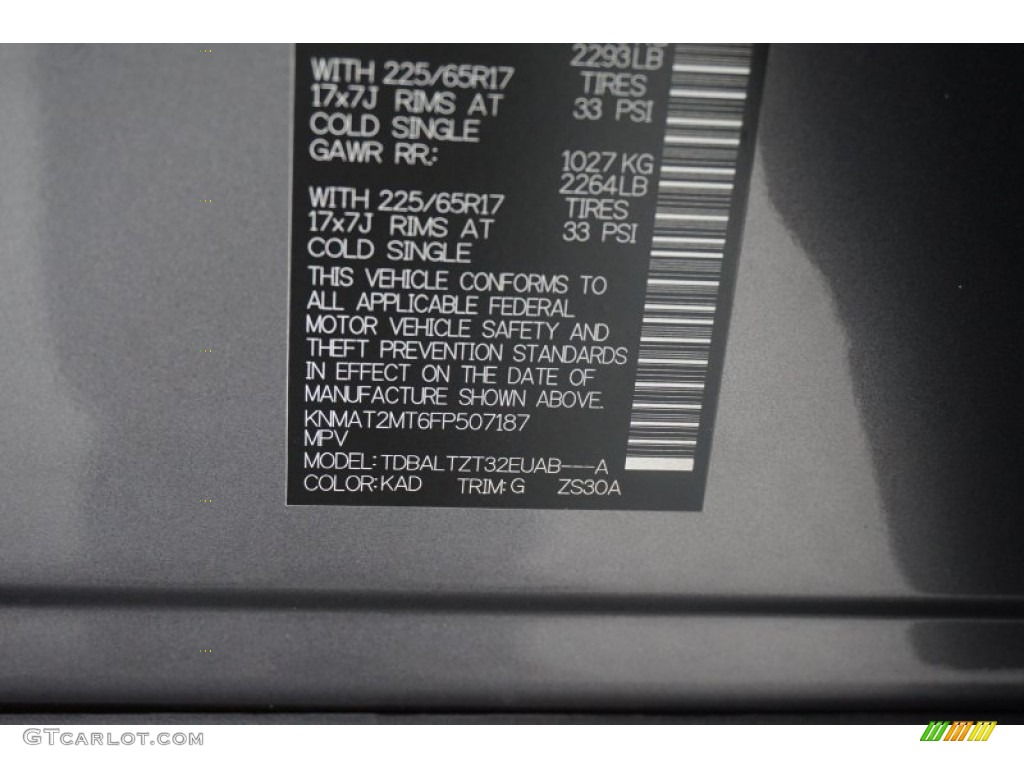 2293LB
WITH 225/65R17 TIRES
17x7J RIMS AT 33 PSI
COLD SINGLE
GAWR RR: 1027 KG
2264LB
WITH 225/65R17 TIRES
17x7J RIMS AT 33 PSI
COLD SINGLE
THIS VEHICLE CONFORMS TO
ALL APPLICABLE FEDERAL
MOTOR VEHICLE SAFETY AND
THEFT PREVENTION STANDARDS
IN EFFECT ON THE DATE OF
MANUFACTURE SHOWN ABOVE.
KNMAT2MT6FP507187
MPV
MODEL: TDBALTZT32EUAB---A
COLOR: KAD TRIM: G ZS30A
GTCARLOT.COM